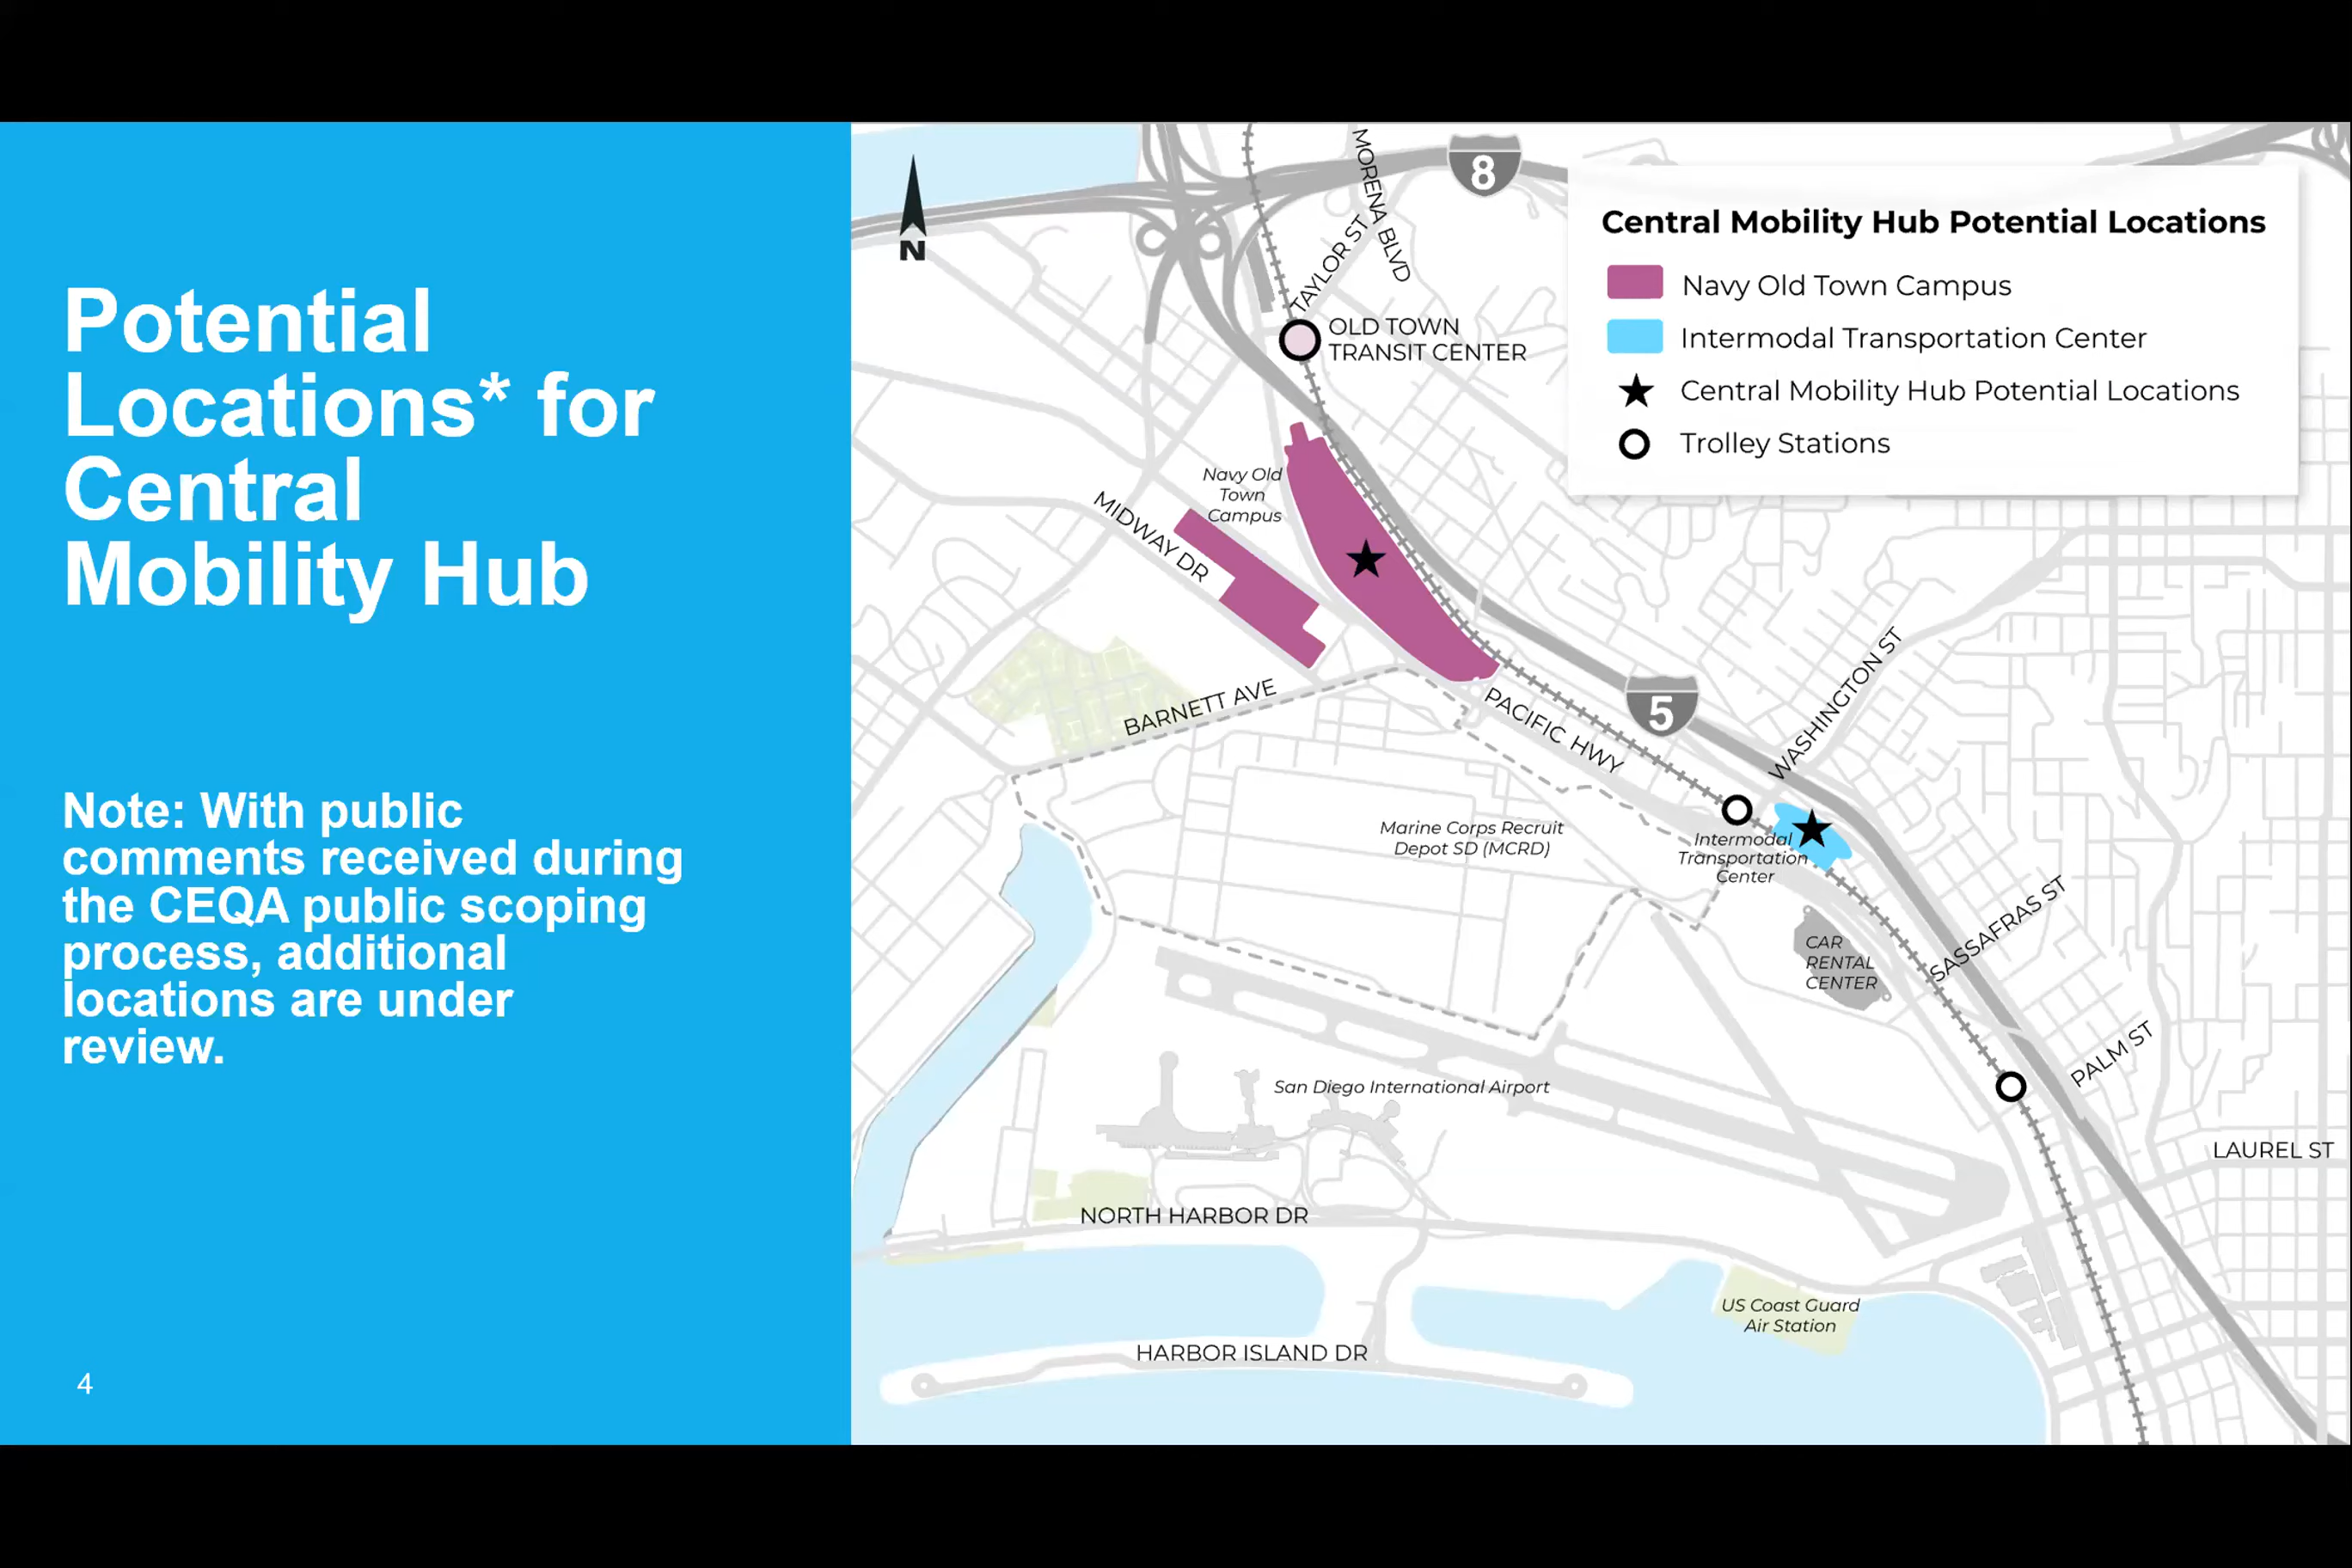 Potential
Locations* for
Central
Mobility Hub
Note: With public
comments received during
the CEQA public scoping
process, additional
locations are under
review.
4
N
8
MORENA BLVD
TAYLOR ST
OLD TOWN
TRANSIT CENTER
Central Mobility Hub Potential Locations
Navy Old Town Campus
Intermodal Transportation Center
Central Mobility Hub Potential Locations
Trolley Stations
Navy Old
Town
Campus
MIDWAY DR
BARNETT AVE
PACIFIC HWY
5
WASHINGTON ST
Marine Corps Recruit
Depot SD (MCRD)
Intermodal
Transportation
Center
CAR
RENTAL
CENTER
SASSAFRAS ST
PALM ST
San Diego International Airport
LAUREL ST
NORTH HARBOR DR
US Coast Guard
Air Station
HARBOR ISLAND DR